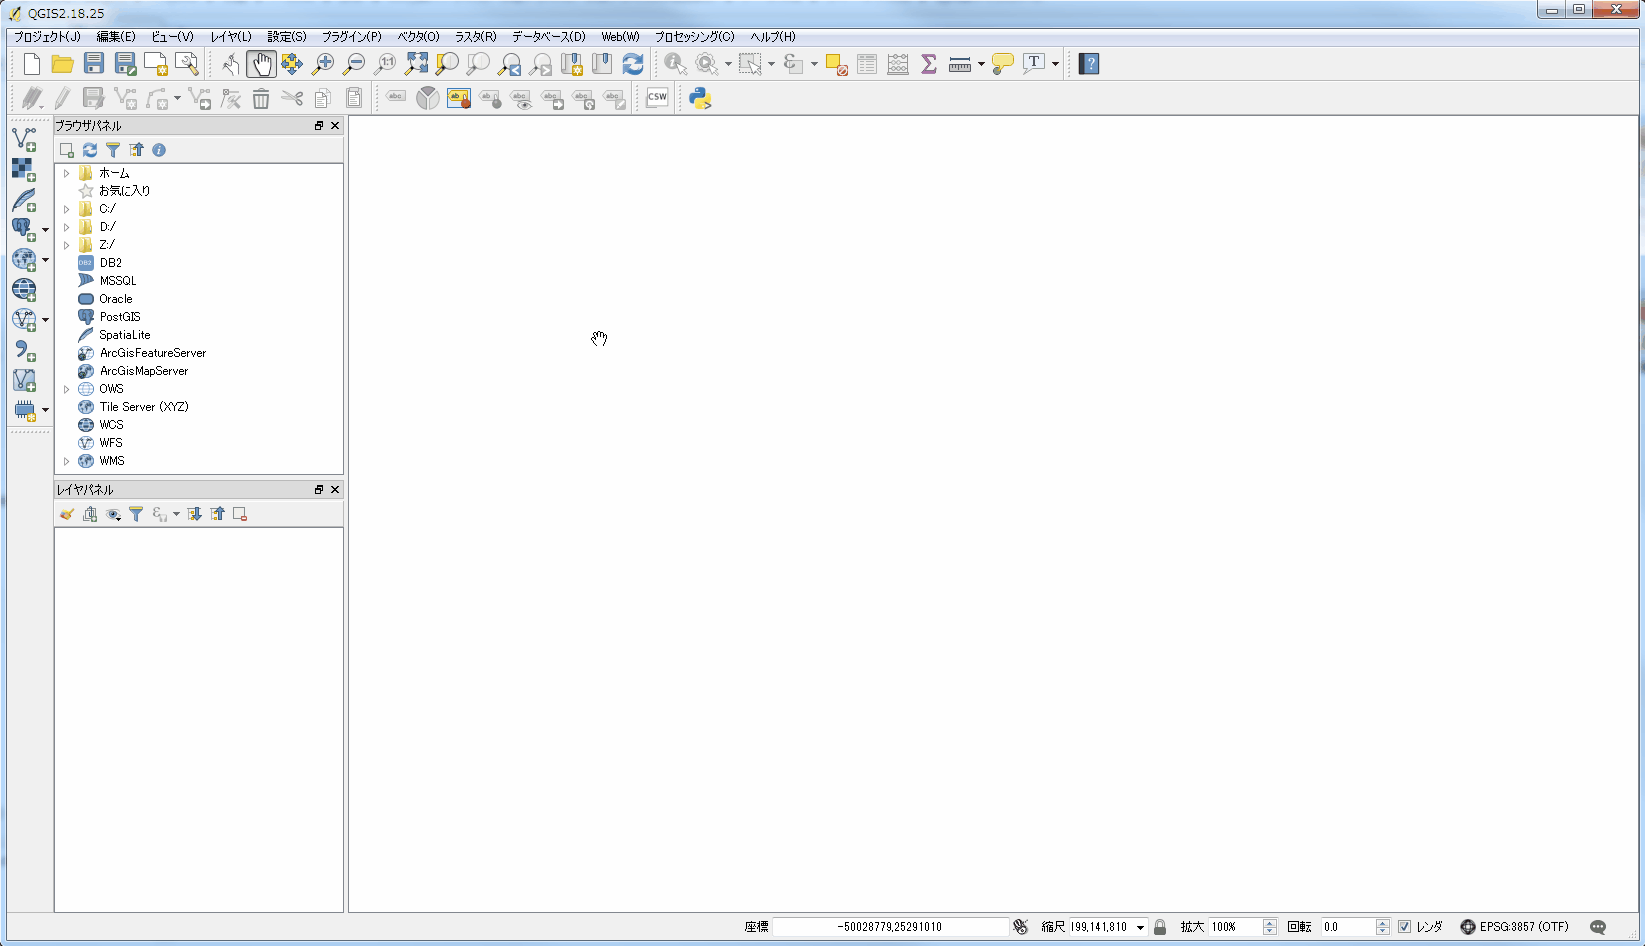 QGIS2.18.25
プロジェクト(J) 編集(E) ビュー(V) レイヤ(L) 設定(S) プラグイン(P) ベクタ(O) ラスタ(R) データベース(D) Web(W) プロセッシング(C) ヘルプ(H)
1:1 T ?
abc ab ab abc abc abc abc CSW
ブラウザパネル
ホーム
お気に入り
C:/
D:/
Z:/
DB2 DB2
MSSQL
Oracle
PostGIS
SpatiaLite
ArcGisFeatureServer
ArcGisMapServer
OWS
Tile Server (XYZ)
WCS
WFS
WMS
レイヤパネル
座標 -50028779,25291010 縮尺 199,141,810 拡大 100% 回転 0.0 レンダ EPSG:3857 (OTF)